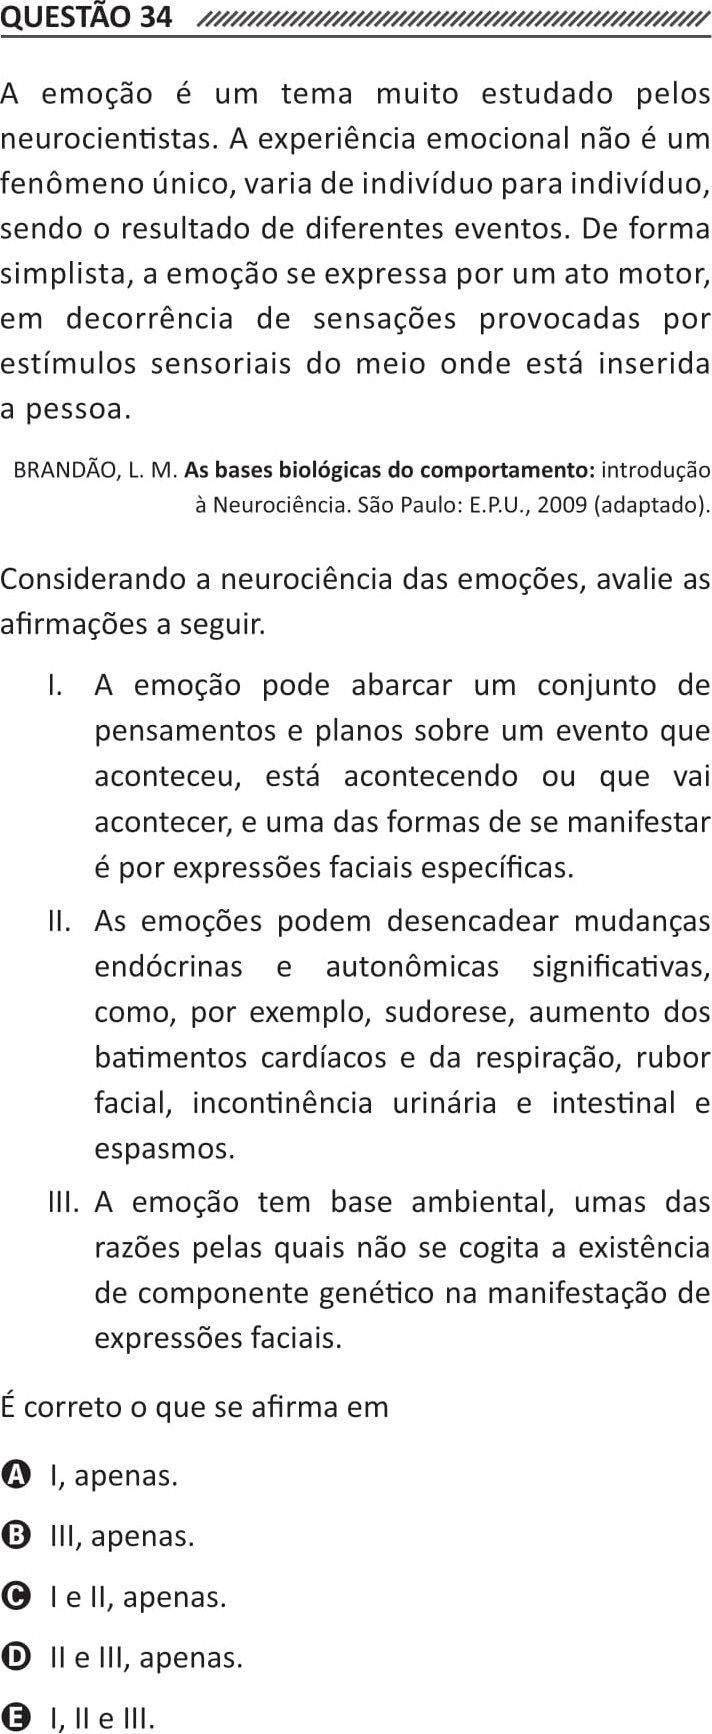 QUESTÃO 34
A emoção é um tema muito estudado pelos
neurocientistas. A experiência emocional não é um
fenômeno único, varia de indivíduo para indivíduo,
sendo o resultado de diferentes eventos. De forma
simplista, a emoção se expressa por um ato motor,
em decorrência de sensações provocadas por
estímulos sensoriais do meio onde está inserida
a pessoa.
BRANDÃO, L. M. As bases biológicas do comportamento: introdução
à Neurociência. São Paulo: E.P.U., 2009 (adaptado).
Considerando a neurociência das emoções, avalie as
afirmações a seguir.
I. A emoção pode abarcar um conjunto de
pensamentos e planos sobre um evento que
aconteceu, está acontecendo ou que vai
acontecer, e uma das formas de se manifestar
é por expressões faciais específicas.
II. As emoções podem desencadear mudanças
endócrinas e autonômicas significativas,
como, por exemplo, sudorese, aumento dos
batimentos cardíacos e da respiração, rubor
facial, incontinência urinária e intestinal e
espasmos.
III. A emoção tem base ambiental, umas das
razões pelas quais não se cogita a existência
de componente genético na manifestação de
expressões faciais.
É correto o que se afirma em
A I, apenas.
B III, apenas.
C I e II, apenas.
D II e III, apenas.
E I, II e III.